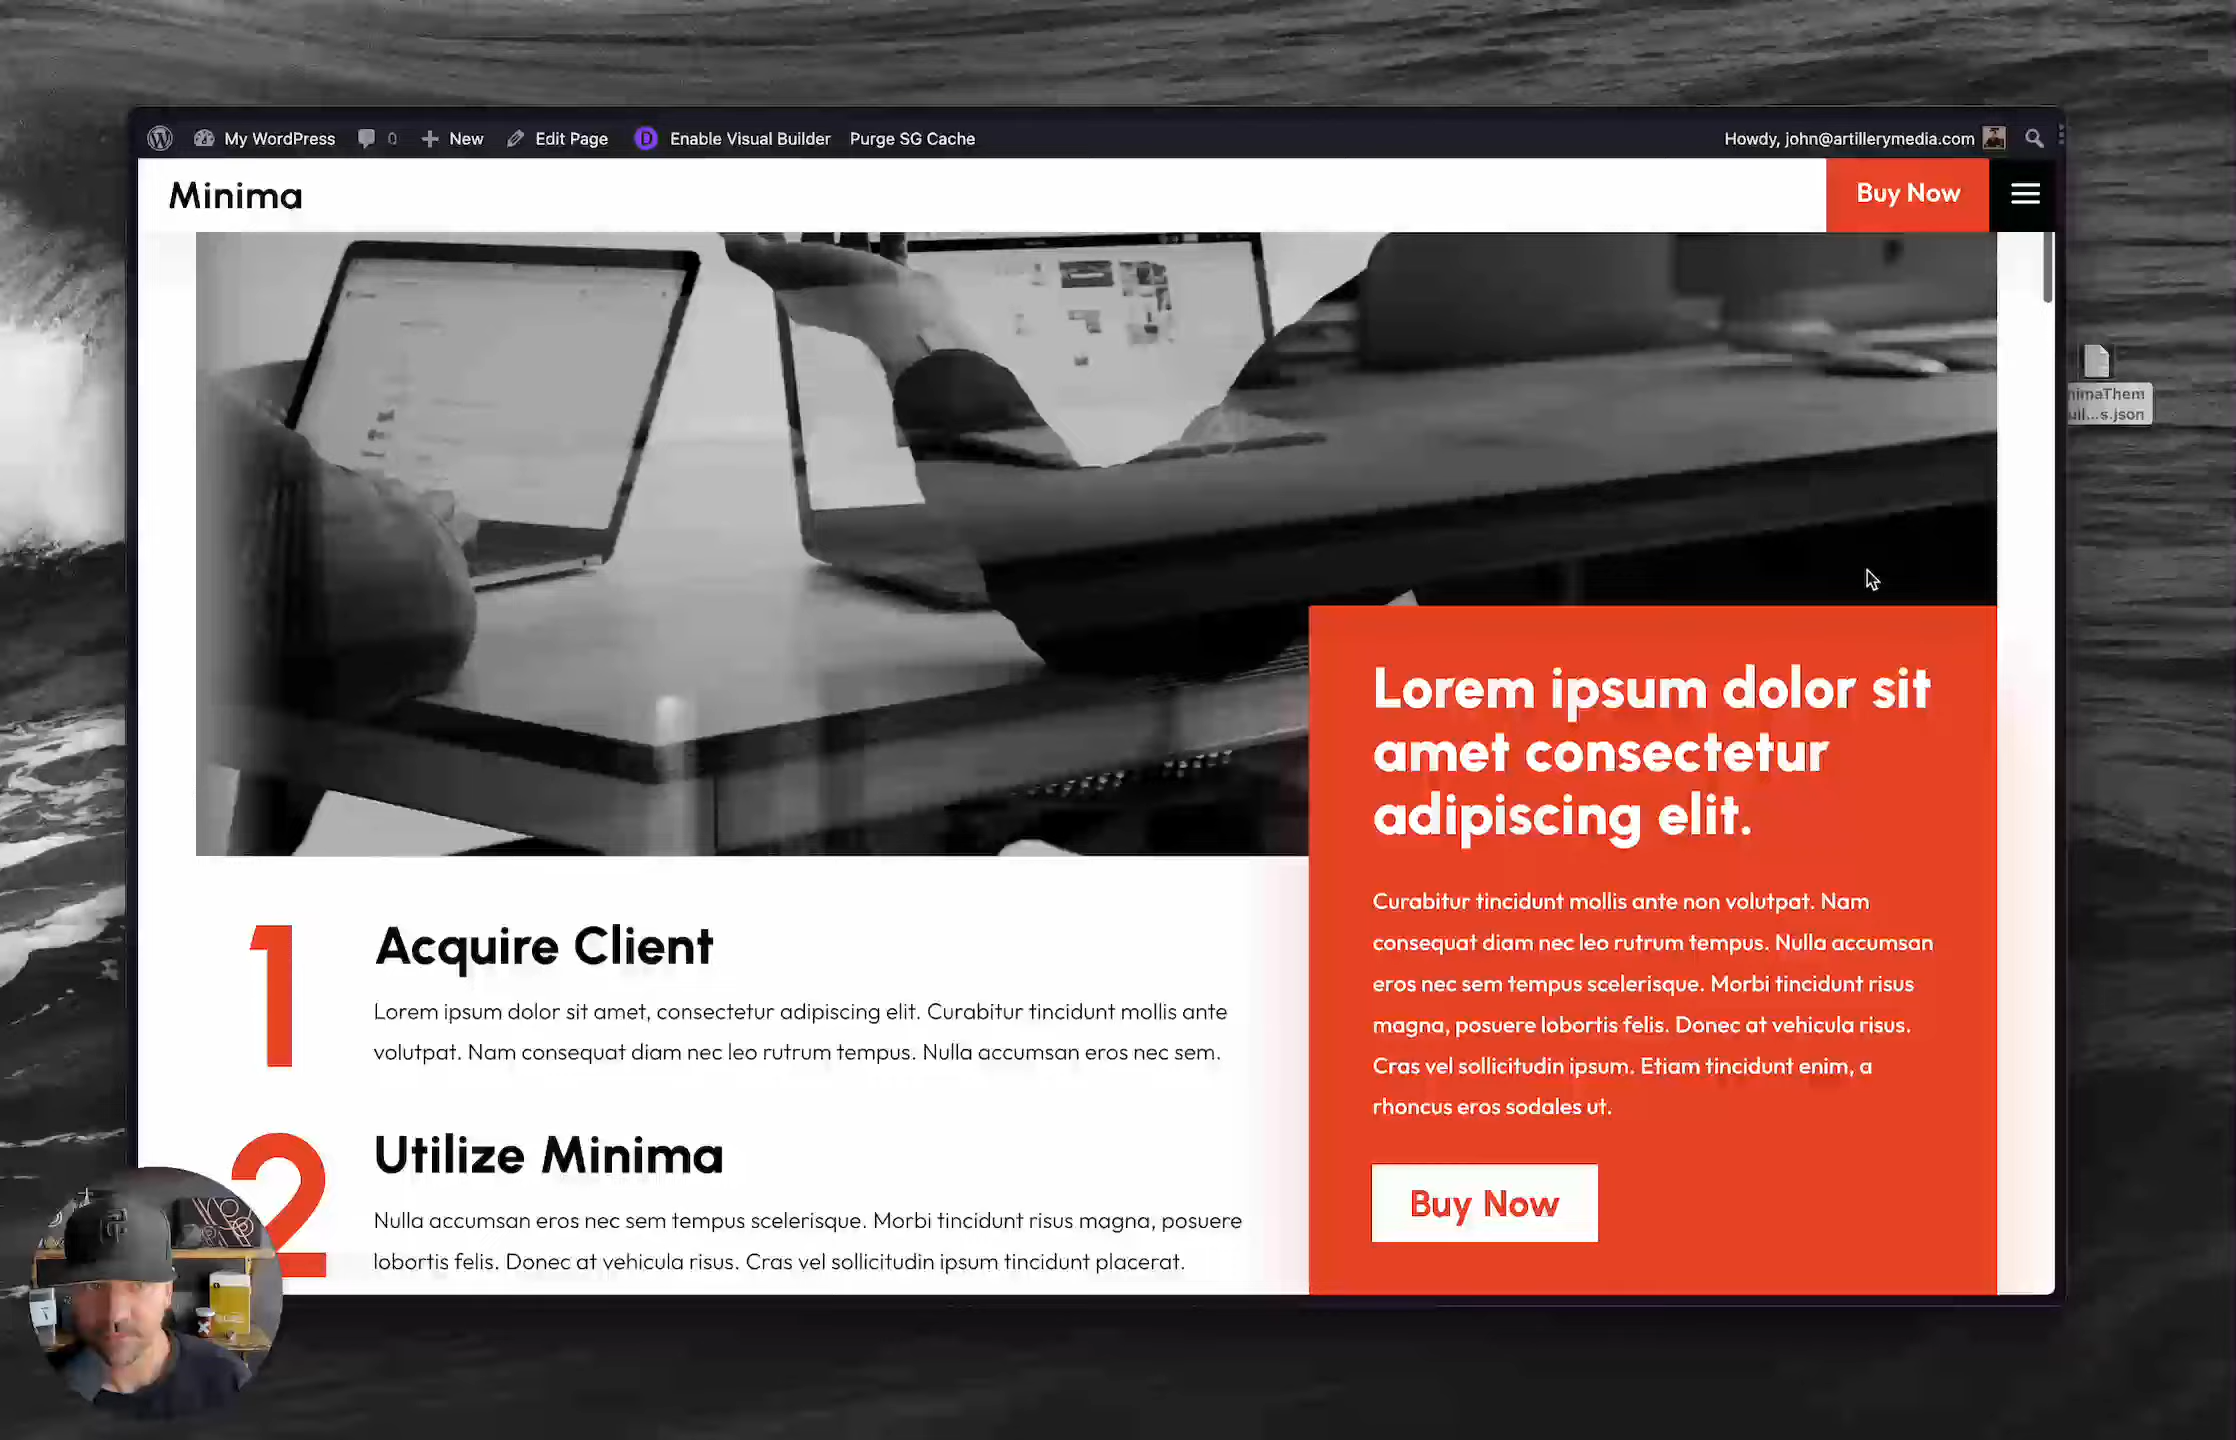 My WordPress
0
New
Edit Page
D
Enable Visual Builder
Purge SG Cache
Howdy, john@artillerymedia.com
Minima
Buy Now
nimaThem
uil...s.json
Lorem ipsum dolor sit
amet consectetur
adipiscing elit.
Curabitur tincidunt mollis ante non volutpat. Nam
consequat diam nec leo rutrum tempus. Nulla accumsan
eros nec sem tempus scelerisque. Morbi tincidunt risus
magna, posuere lobortis felis. Donec at vehicula risus.
Cras vel sollicitudin ipsum. Etiam tincidunt enim, a
rhoncus eros sodales ut.
Buy Now
1
Acquire Client
Lorem ipsum dolor sit amet, consectetur adipiscing elit. Curabitur tincidunt mollis ante
volutpat. Nam consequat diam nec leo rutrum tempus. Nulla accumsan eros nec sem.
2
Utilize Minima
Nulla accumsan eros nec sem tempus scelerisque. Morbi tincidunt risus magna, posuere
lobortis felis. Donec at vehicula risus. Cras vel sollicitudin ipsum tincidunt placerat.